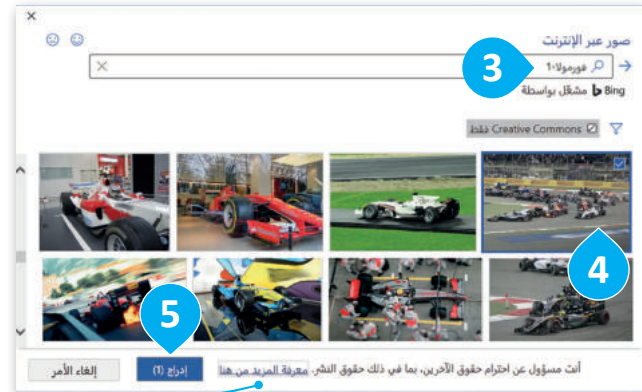 صور عبر الإنترنت
فورمولا1
3
مشغّل بواسطة Bing
Creative Commons فقط
4
5
أنت مسؤول عن احترام حقوق الآخرين، بما في ذلك حقوق النشر. معرفة المزيد من هنا
إدراج (1)
إلغاء الأمر